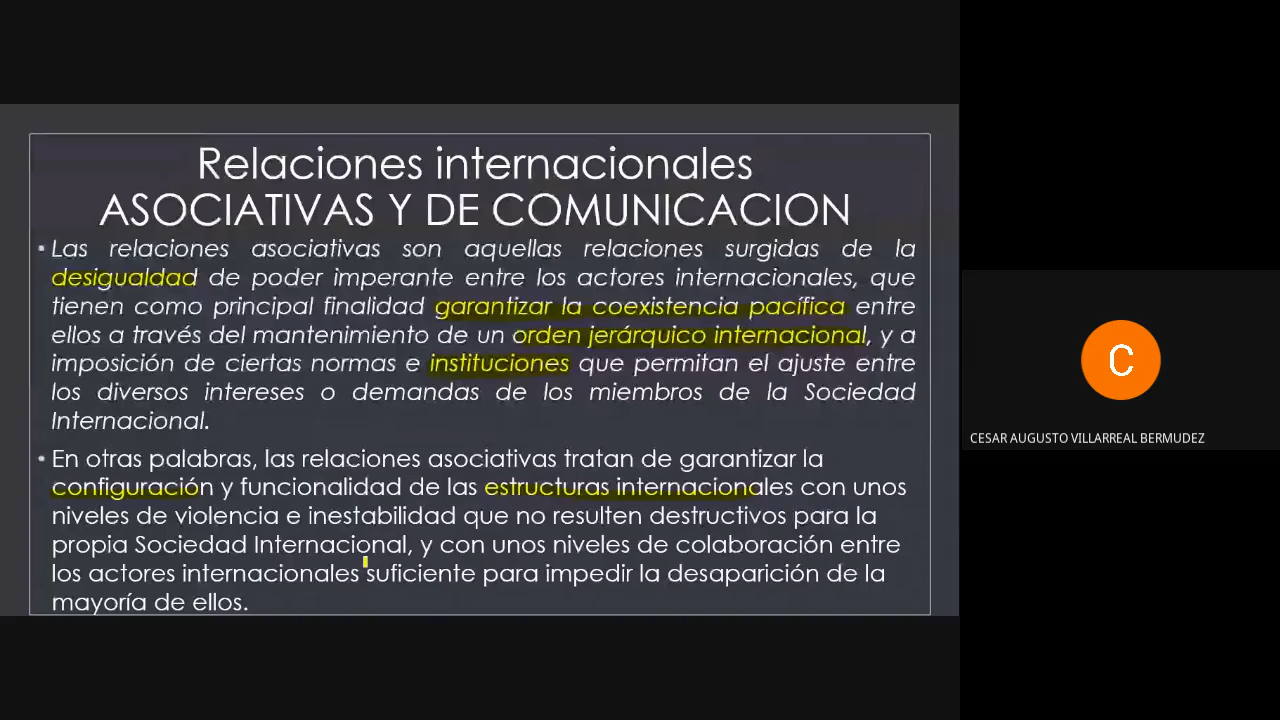 Relaciones internacionales
ASOCIATIVAS Y DE COMUNICACION
• Las relaciones asociativas son aquellas relaciones surgidas de la
desigualdad de poder imperante entre los actores internacionales, que
tienen como principal finalidad garantizar la coexistencia pacífica entre
ellos a través del mantenimiento de un orden jerárquico internacional, y a
imposición de ciertas normas e instituciones que permitan el ajuste entre
los diversos intereses o demandas de los miembros de la Sociedad
Internacional.
• En otras palabras, las relaciones asociativas tratan de garantizar la
configuración y funcionalidad de las estructuras internacionales con unos
niveles de violencia e inestabilidad que no resulten destructivos para la
propia Sociedad Internacional, y con unos niveles de colaboración entre
los actores internacionales suficiente para impedir la desaparición de la
mayoría de ellos.
C
CESAR AUGUSTO VILLARREAL BERMUDEZ